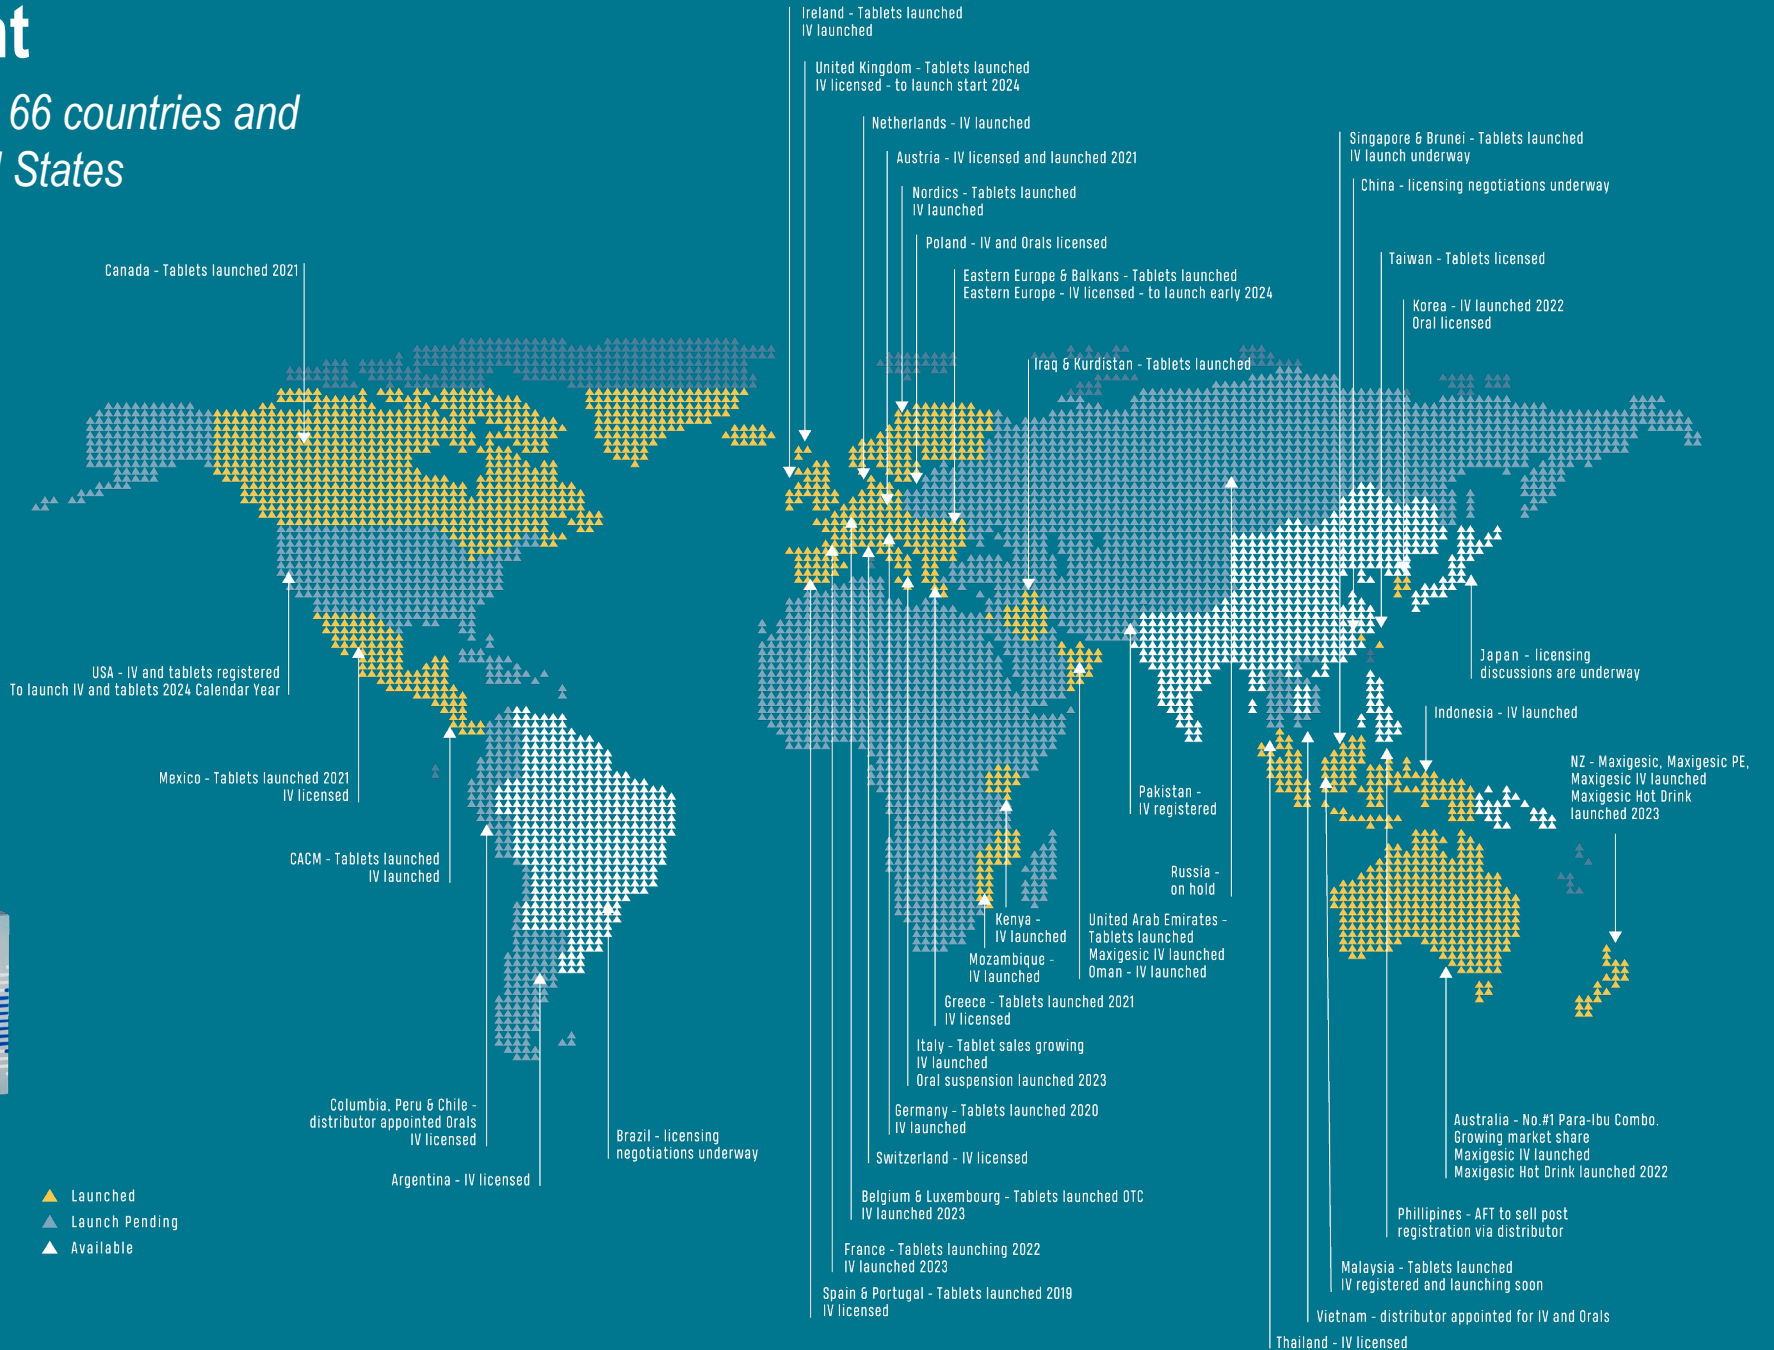 66 countries and
States
Ireland - Tablets launched
IV launched
United Kingdom - Tablets launched
IV licensed - to launch start 2024
Netherlands - IV launched
Austria - IV licensed and launched 2021
Nordics - Tablets launched
IV launched
Poland - IV and Orals licensed
Eastern Europe & Balkans - Tablets launched
Eastern Europe - IV licensed - to launch early 2024
Iraq & Kurdistan - Tablets launched
Singapore & Brunei - Tablets launched
IV launch underway
China - licensing negotiations underway
Taiwan - Tablets licensed
Korea - IV launched 2022
Oral licensed
Canada - Tablets launched 2021
USA - IV and tablets registered
To launch IV and tablets 2024 Calendar Year
Mexico - Tablets launched 2021
IV licensed
CACM - Tablets launched
IV launched
Columbia, Peru & Chile -
distributor appointed Orals
IV licensed
Argentina - IV licensed
Brazil - licensing
negotiations underway
Japan - licensing
discussions are underway
Indonesia - IV launched
NZ - Maxigesic, Maxigesic PE,
Maxigesic IV launched
Maxigesic Hot Drink
launched 2023
Pakistan -
IV registered
Russia -
on hold
Kenya -
IV launched
Mozambique -
IV launched
United Arab Emirates -
Tablets launched
Maxigesic IV launched
Oman - IV launched
Greece - Tablets launched 2021
IV licensed
Italy - Tablet sales growing
IV launched
Oral suspension launched 2023
Germany - Tablets launched 2020
IV launched
Switzerland - IV licensed
Belgium & Luxembourg - Tablets launched OTC
IV launched 2023
France - Tablets launching 2022
IV launched 2023
Spain & Portugal - Tablets launched 2019
IV licensed
Australia - No.#1 Para-Ibu Combo.
Growing market share
Maxigesic IV launched
Maxigesic Hot Drink launched 2022
Phillipines - AFT to sell post
registration via distributor
Malaysia - Tablets launched
IV registered and launching soon
Vietnam - distributor appointed for IV and Orals
Thailand - IV licensed
Launched
Launch Pending
Available